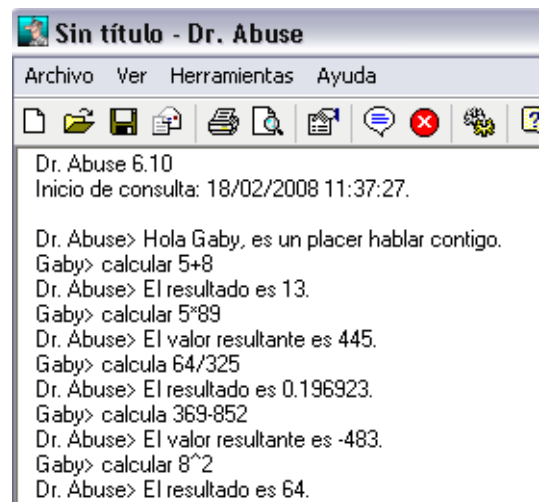 Sin título - Dr. Abuse
Archivo Ver Herramientas Ayuda
Dr. Abuse 6.10
Inicio de consulta: 18/02/2008 11:37:27.
Dr. Abuse> Hola Gaby, es un placer hablar contigo.
Gaby> calcular 5+8
Dr. Abuse> El resultado es 13.
Gaby> calcular 5*89
Dr. Abuse> El valor resultante es 445.
Gaby> calcula 64/325
Dr. Abuse> El resultado es 0.196923.
Gaby> calcula 369-852
Dr. Abuse> El valor resultante es -483.
Gaby> calcular 8^2
Dr. Abuse> El resultado es 64.